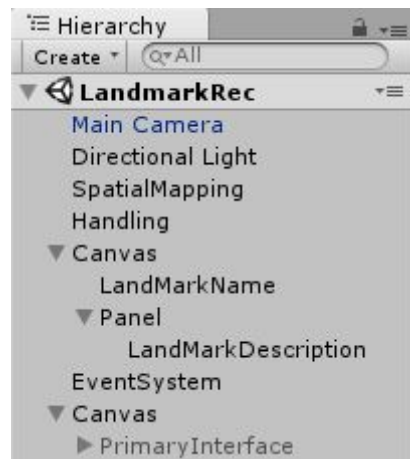 Hierarchy
Create All
LandmarkRec
Main Camera
Directional Light
SpatialMapping
Handling
Canvas
LandMarkName
Panel
LandMarkDescription
EventSystem
Canvas
PrimaryInterface